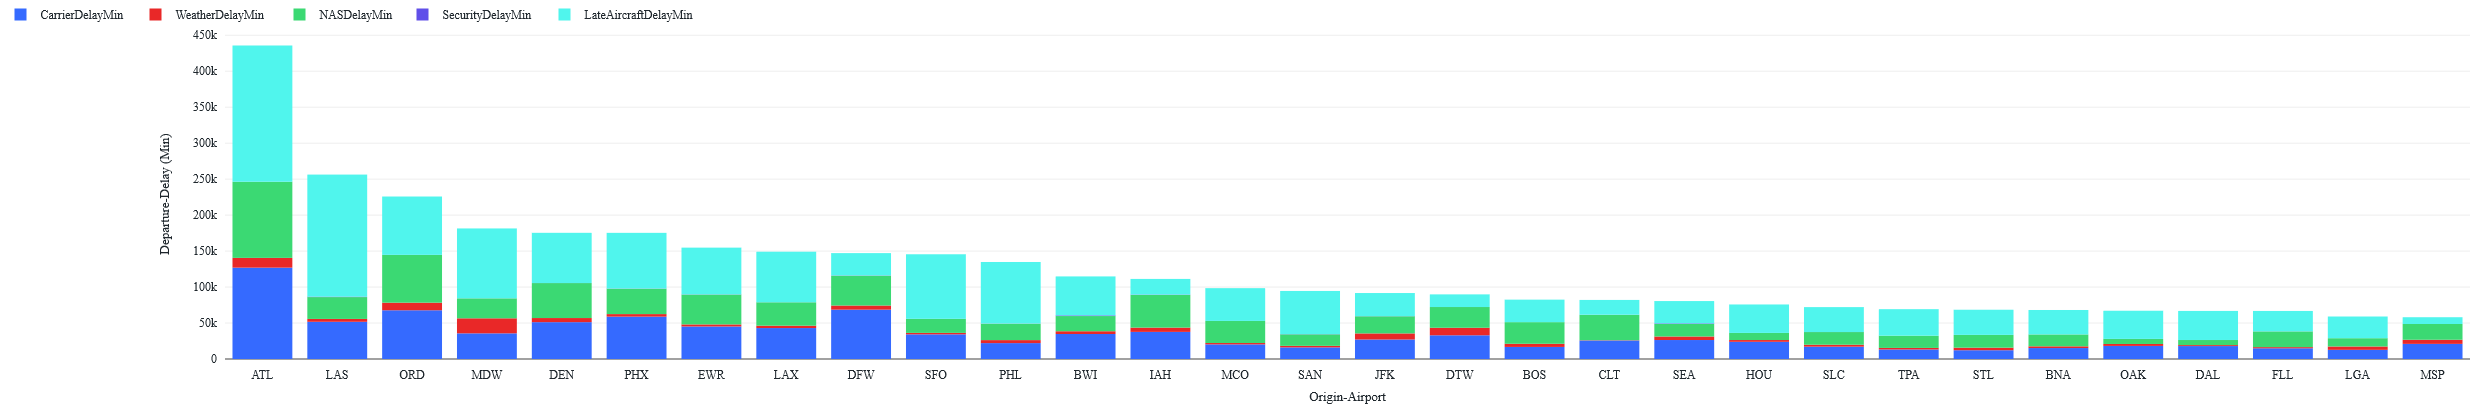 CarrierDelayMin WeatherDelayMin NASDelayMin SecurityDelayMin LateAircraftDelayMin
Departure-Delay (Min)
450k
400k
350k
300k
250k
200k
150k
100k
50k
0
ATL LAS ORD MDW DEN PHX EWR LAX DFW SFO PHL BWI IAH MCO SAN JFK DTW BOS CLT SEA HOU SLC TPA STL BNA OAK DAL FLL LGA MSP
Origin-Airport